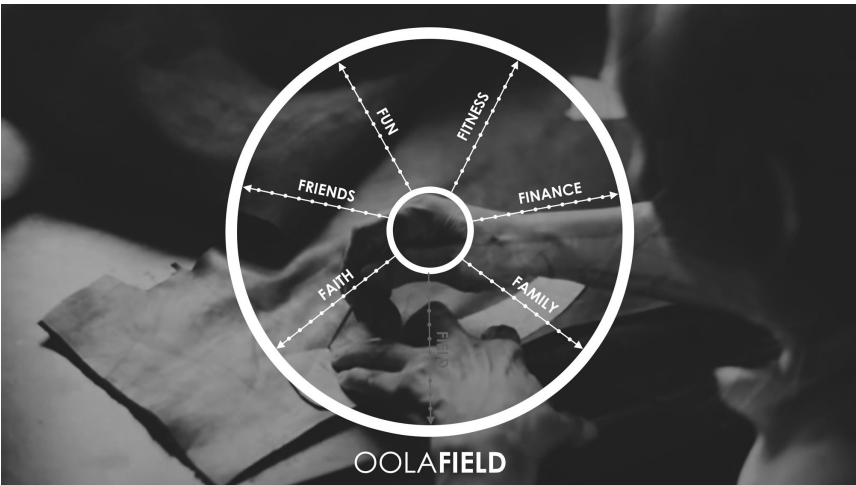 FUN
FITNESS
FRIENDS
FINANCE
FAITH
FAMILY
FIELD
OOLAFIELD